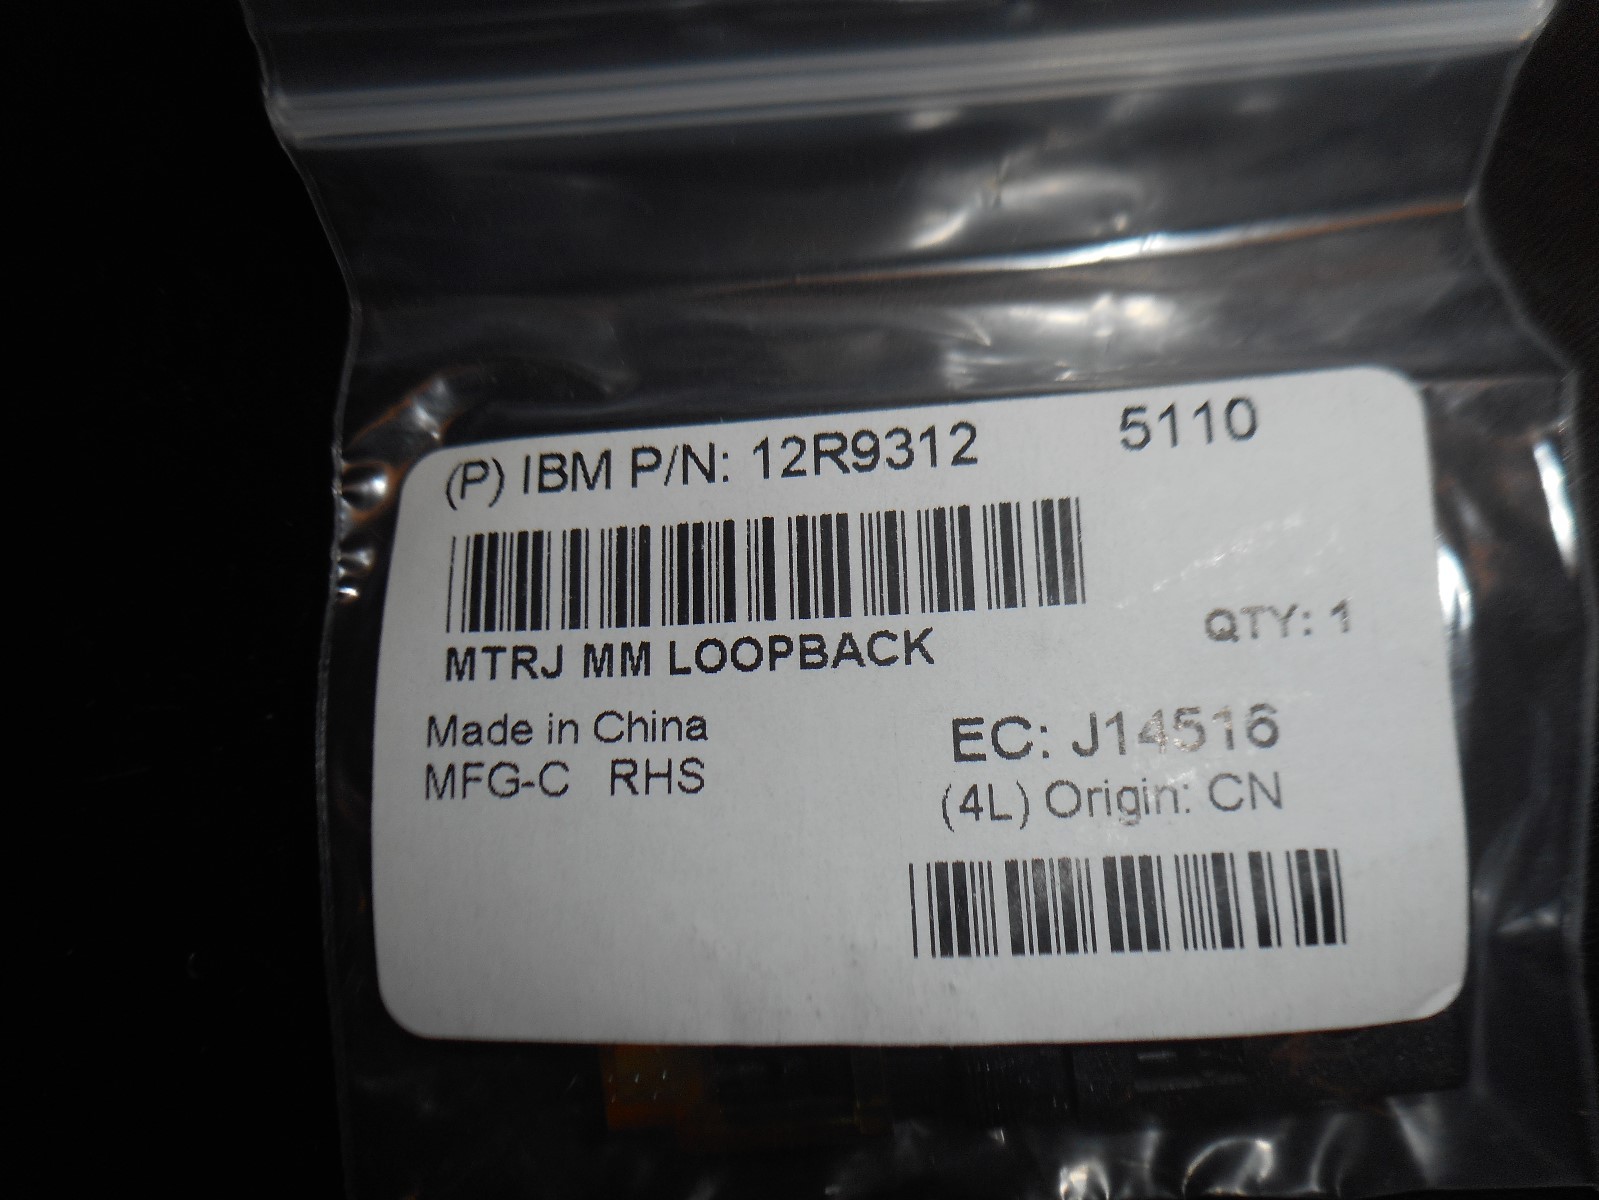 (P) IBM P/N: 12R9312 5110
MTRJ MM LOOPBACK
QTY: 1
Made in China
MFG-C RHS
EC: J14516
(4L) Origin: CN